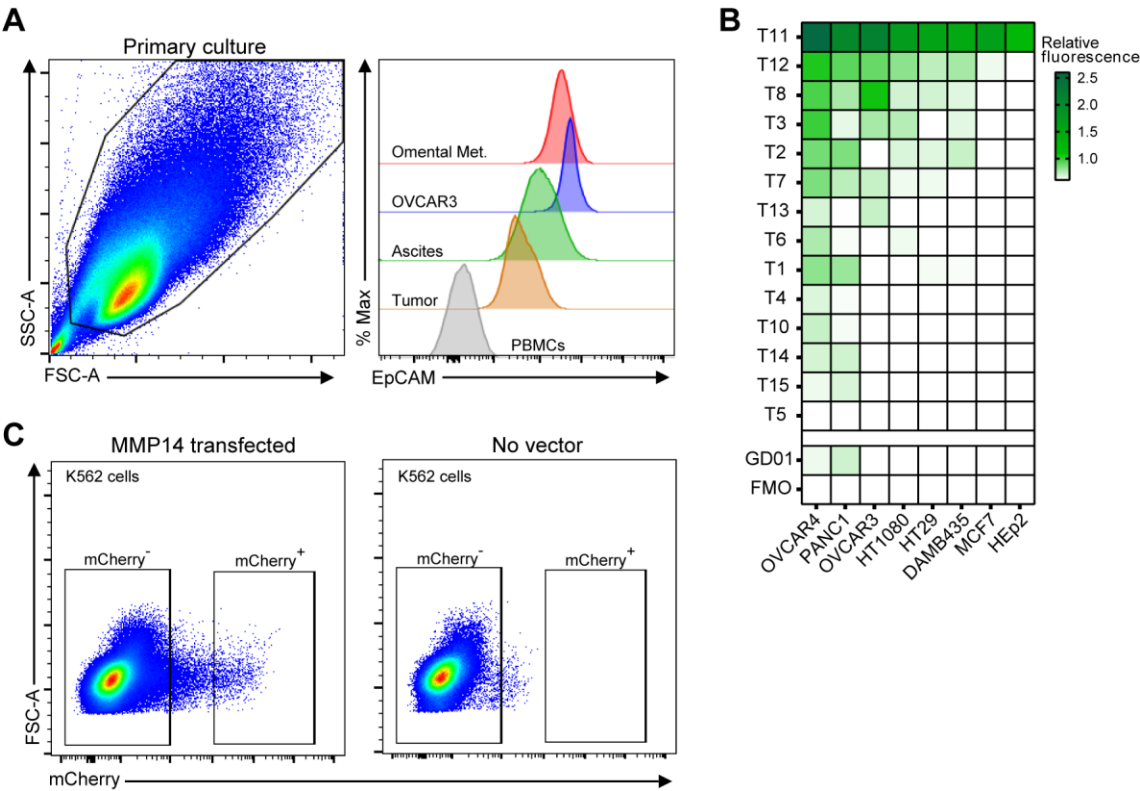 A
Primary culture
SSC-A
FSC-A
Omental Met.
OVCAR3
Ascites
Tumor
PBMCs
% Max
EpCAM
B
T11
T12
T8
T3
T2
T7
T13
T6
T1
T4
T10
T14
T15
T5
GD01
FMO
OVCAR4
PANC1
OVCAR3
HT1080
HT29
DAMB435
MCF7
HEp2
Relative
fluorescence
2.5
2.0
1.5
1.0
C
MMP14 transfected
K562 cells
mCherry⁻
mCherry⁺
No vector
K562 cells
mCherry⁻
mCherry⁺
FSC-A
mCherry